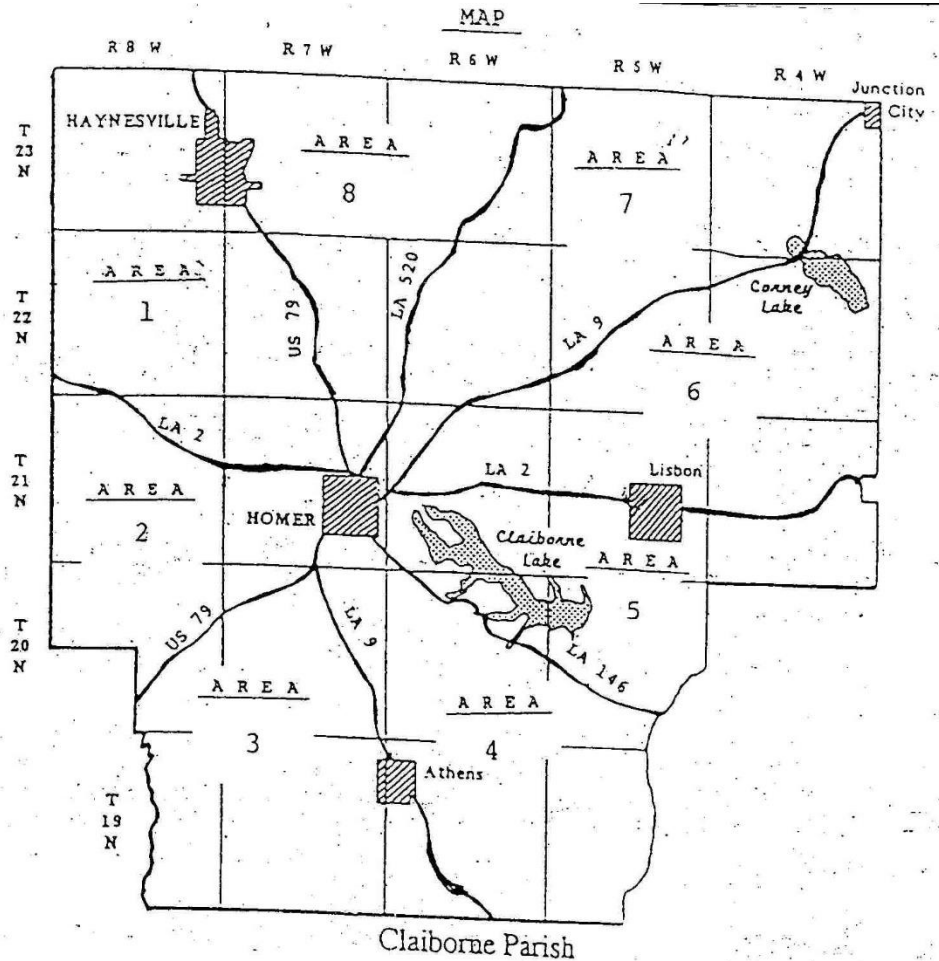 MAP
R 8 W
R 7 W
R 6 W
R 5 W
R 4 W
Junction
City
T
23
N
HAYNESVILLE
AREA
8
AREA
7
AREA
1
T
22
N
US 79
LA 520
LA 9
Corney
Lake
AREA
6
LA 2
T
21
N
AREA
2
HOMER
LA 2
Lisbon
Claiborne
Lake
AREA
5
T
20
N
US 79
LA 9
LA 146
AREA
3
AREA
4
Athens
T
19
N
Claiborne Parish